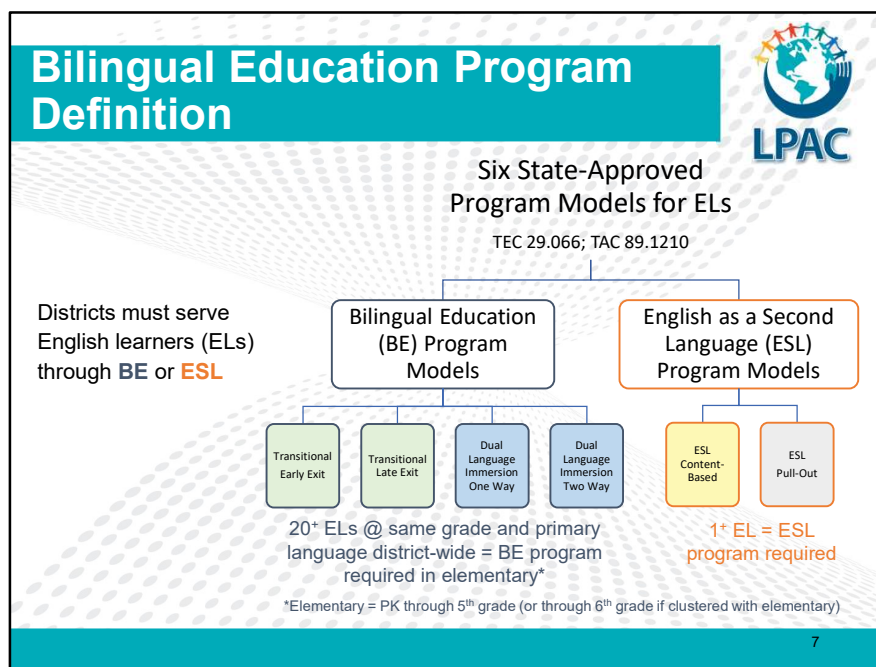 Bilingual Education Program
Definition
LPAC
Six State-Approved
Program Models for ELs
TEC 29.066; TAC 89.1210
Districts must serve
English learners (ELs)
through BE or ESL
Bilingual Education
(BE) Program
Models
English as a Second
Language (ESL)
Program Models
Transitional
Early Exit
Transitional
Late Exit
Dual
Language
Immersion
One Way
Dual
Language
Immersion
Two Way
ESL
Content-
Based
ESL
Pull-Out
20+ ELs @ same grade and primary
language district-wide = BE program
required in elementary*
1+ EL = ESL
program required
*Elementary = PK through 5th grade (or through 6th grade if clustered with elementary)
7